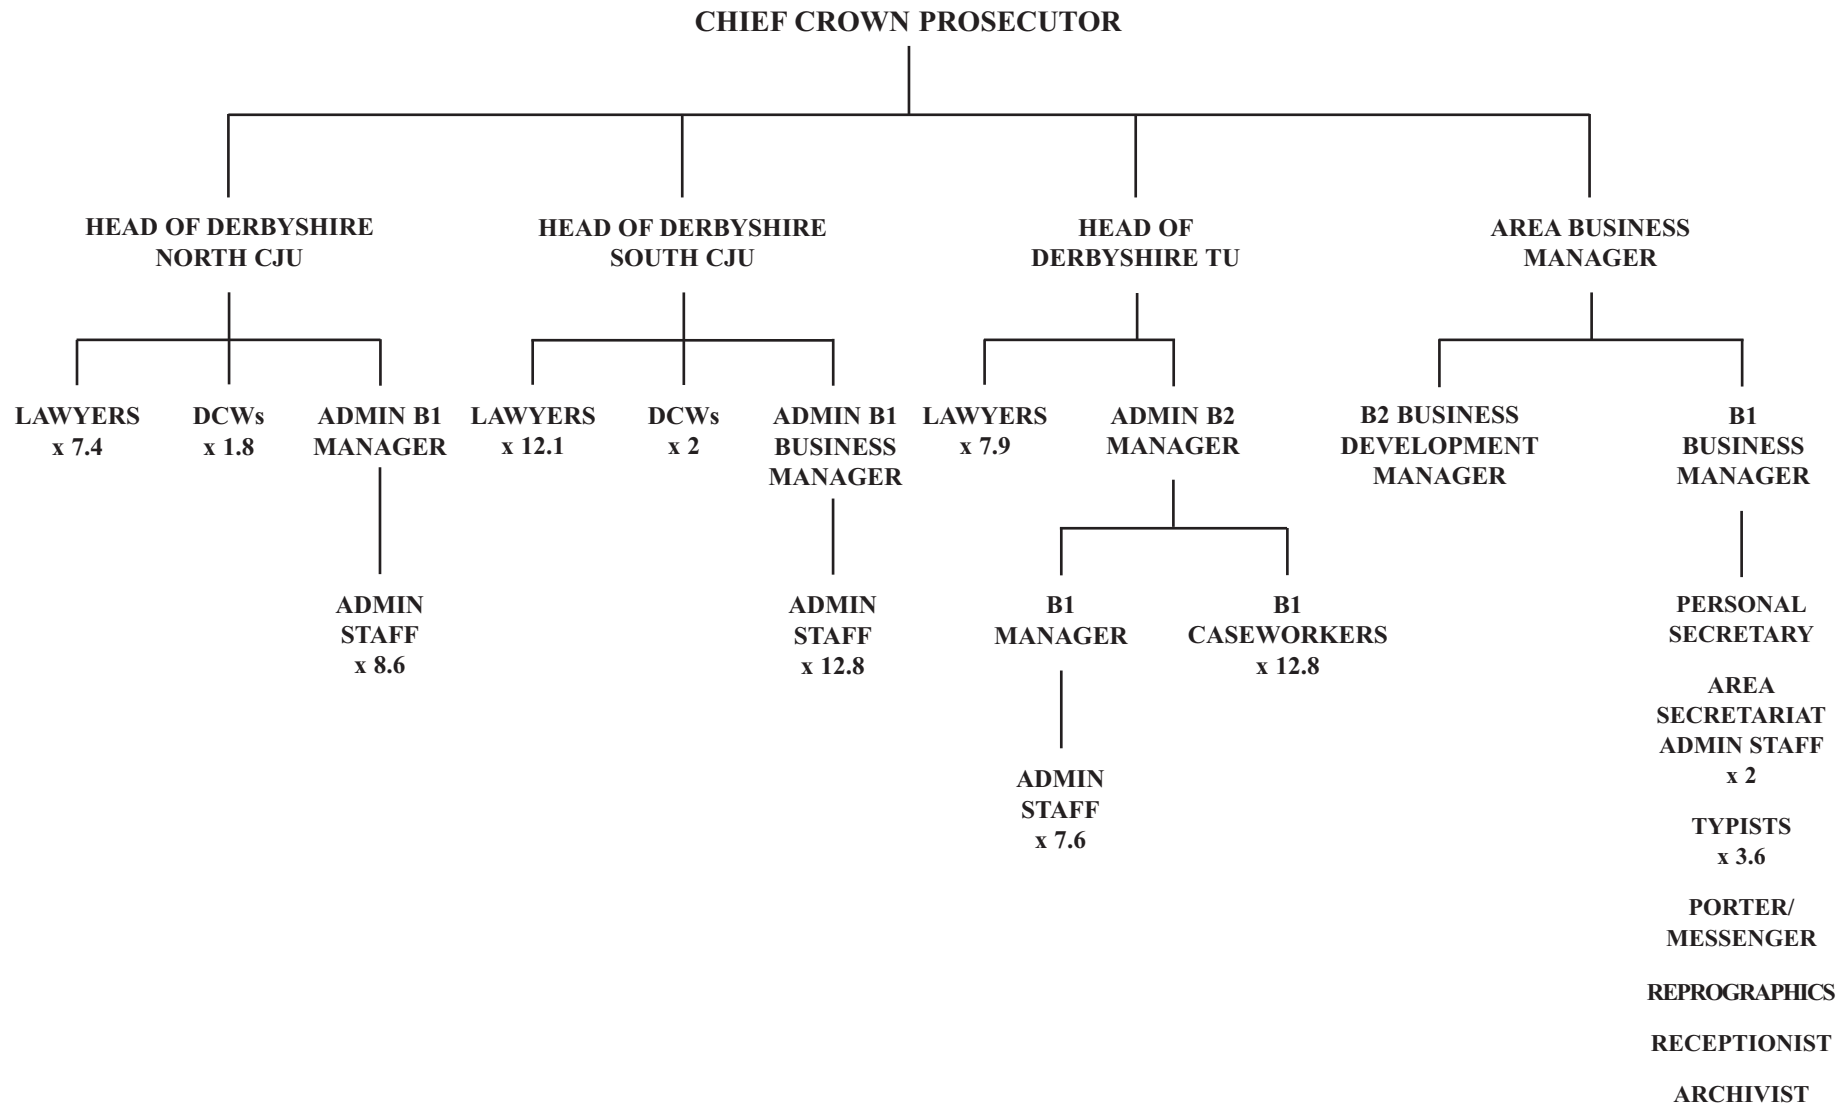 CHIEF CROWN PROSECUTOR
HEAD OF DERBYSHIRE
NORTH CJU
HEAD OF DERBYSHIRE
SOUTH CJU
HEAD OF
DERBYSHIRE TU
AREA BUSINESS
MANAGER
LAWYERS
x 7.4
DCWs
x 1.8
ADMIN B1
MANAGER
LAWYERS
x 12.1
DCWs
x 2
ADMIN B1
BUSINESS
MANAGER
LAWYERS
x 7.9
ADMIN B2
MANAGER
B2 BUSINESS
DEVELOPMENT
MANAGER
B1
BUSINESS
MANAGER
ADMIN
STAFF
x 8.6
ADMIN
STAFF
x 12.8
B1
MANAGER
B1
CASEWORKERS
x 12.8
ADMIN
STAFF
x 7.6
PERSONAL
SECRETARY
AREA
SECRETARIAT
ADMIN STAFF
x 2
TYPISTS
x 3.6
PORTER/
MESSENGER
REPROGRAPHICS
RECEPTIONIST
ARCHIVIST